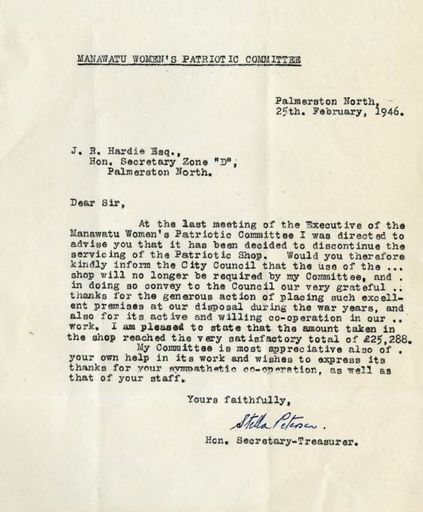 MANAWATU WOMEN'S PATRIOTIC COMMITTEE
Palmerston North,
25th. February, 1946.
J. R. Hardie Esq.,
Hon. Secretary Zone "D",
Palmerston North.
Dear Sir,
At the last meeting of the Executive of the
Manawatu Women's Patriotic Committee I was directed to
advise you that it has been decided to discontinue the
servicing of the Patriotic Shop. Would you therefore
kindly inform the City Council that the use of the ...
shop will no longer be required by my Committee, and .
in doing so convey to the Council our very grateful ..
thanks for the generous action of placing such excell-
ent premises at our disposal during the war years, and
also for its active and willing co-operation in our ..
work. I am pleased to state that the amount taken in
the shop reached the very satisfactory total of £25,288.
My Committee is most appreciative also of .
your own help in its work and wishes to express its
thanks for your sympathetic co-operation, as well as
that of your staff.
Yours faithfully,
Stella Petersen.
Hon. Secretary-Treasurer.